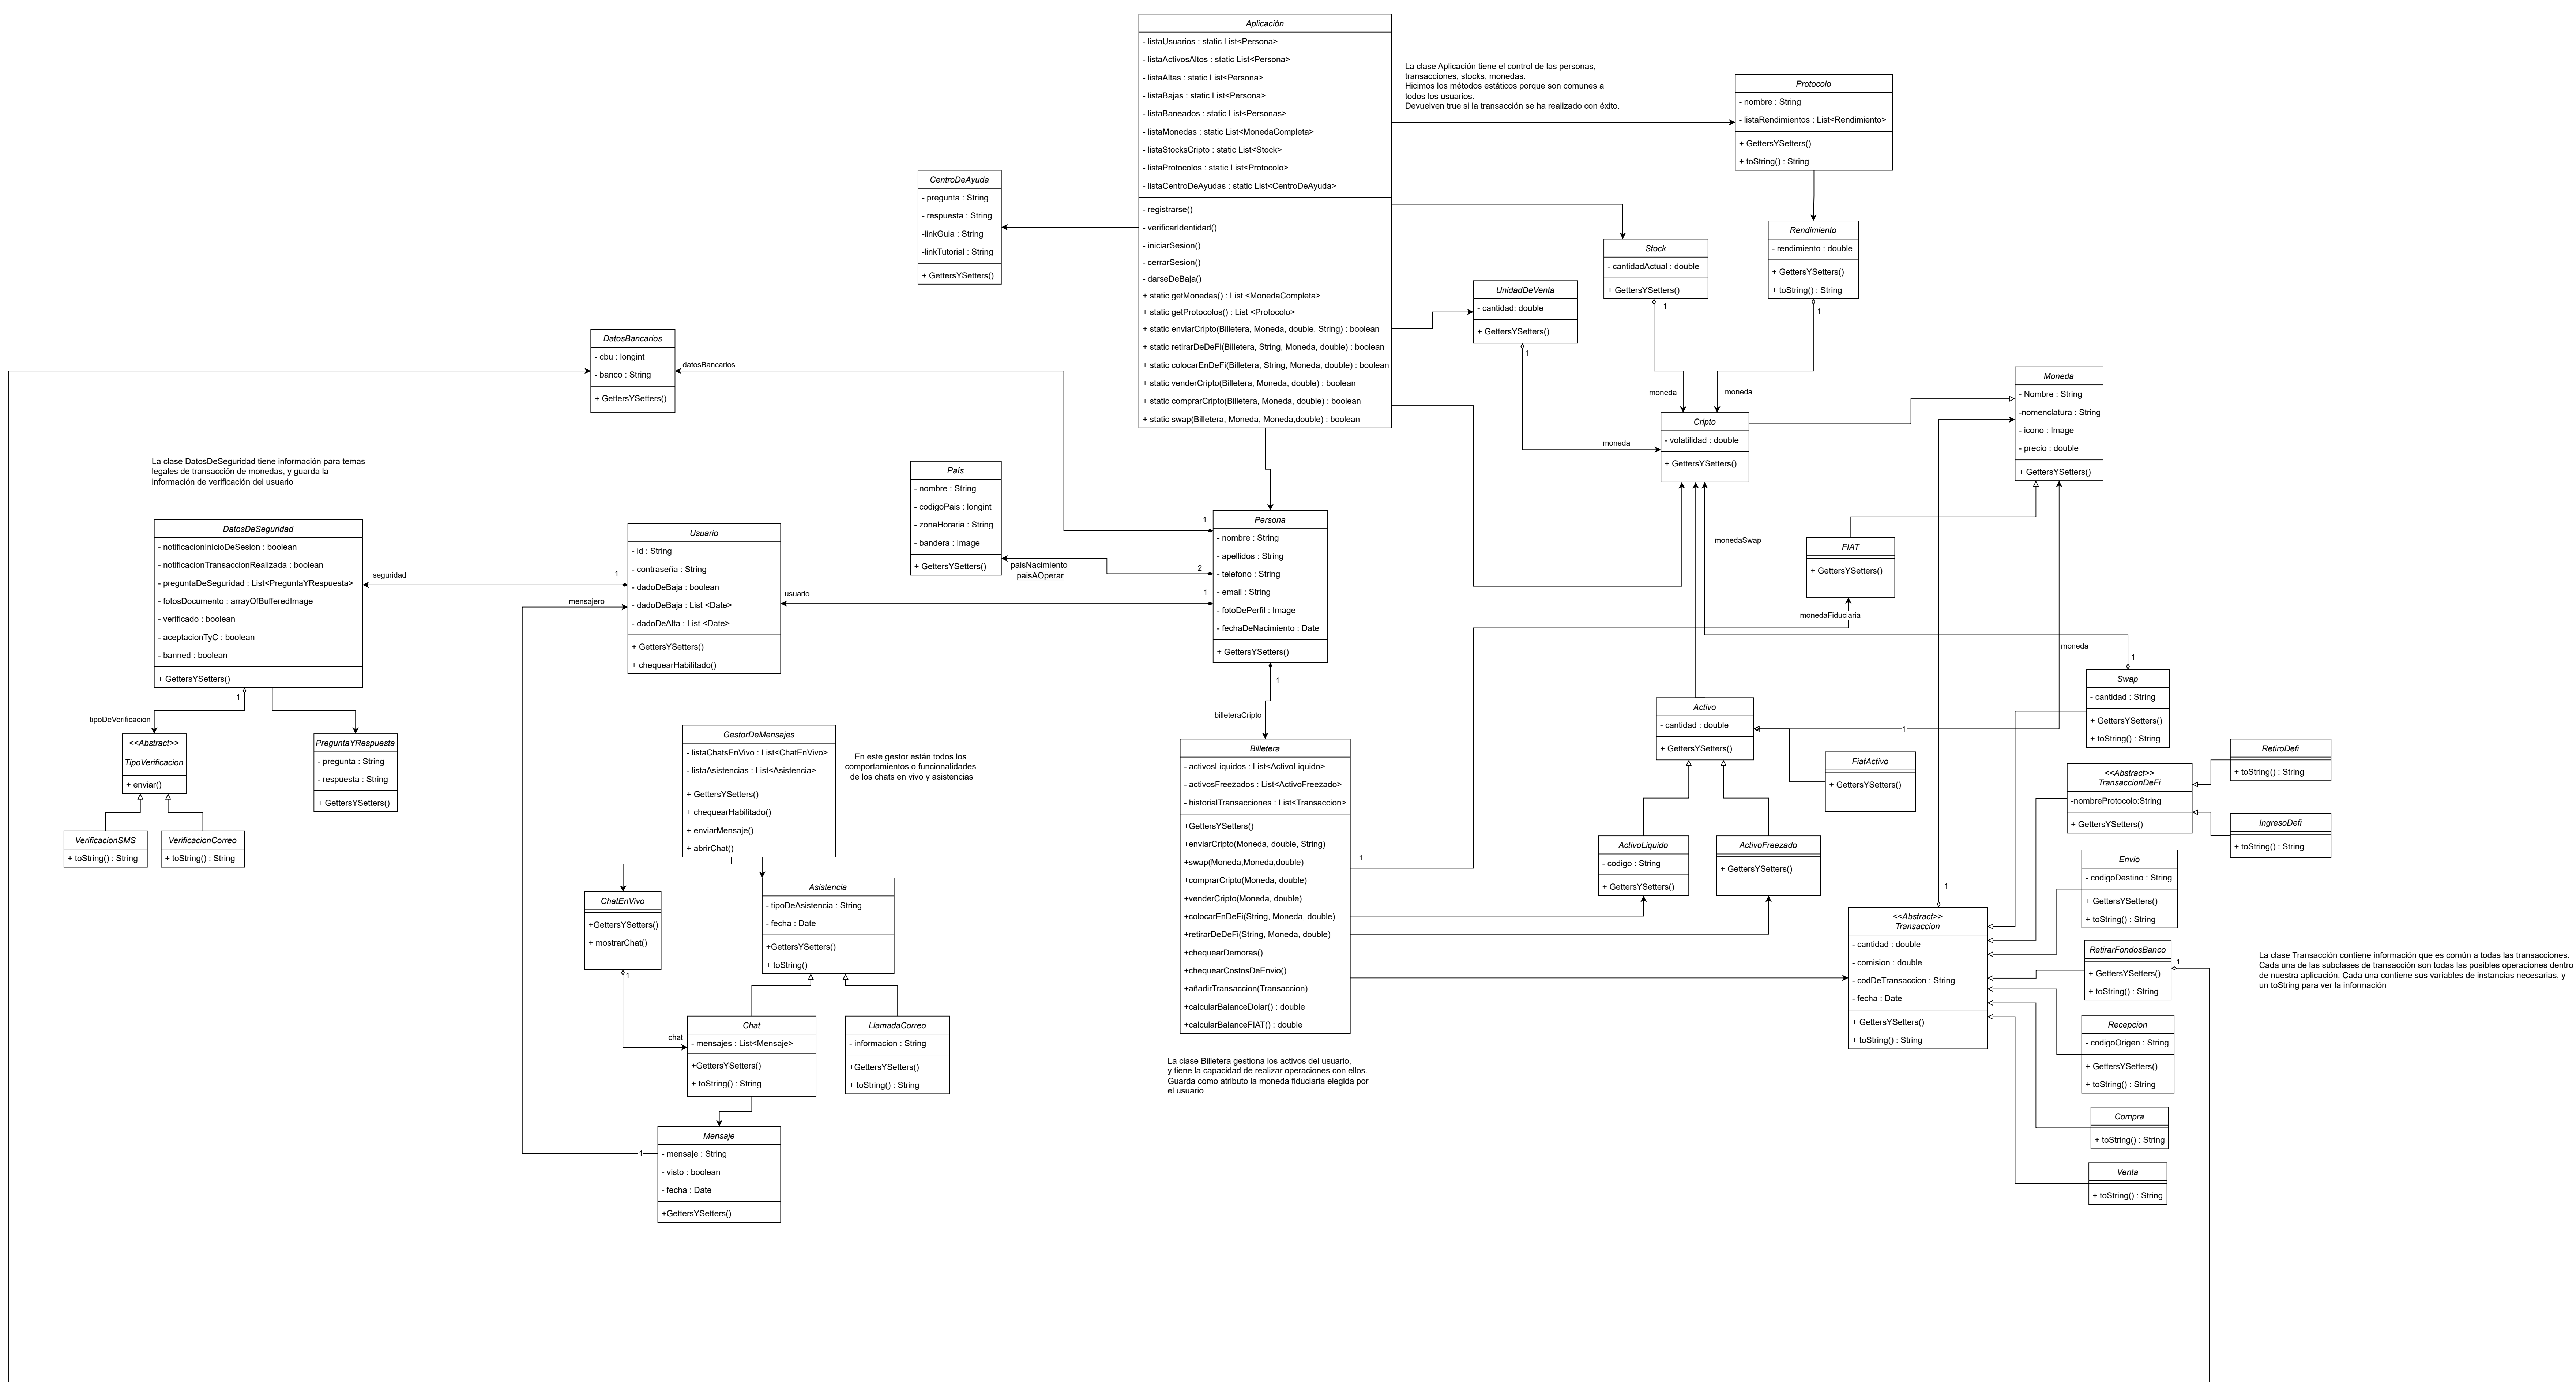 Aplicación
- listaUsuarios : static List<Persona>
- listaActivosAltos : static List<Persona>
- listaAltas : static List<Persona>
- listaBajas : static List<Persona>
- listaBaneados : static List<Personas>
- listaMonedas : static List<MonedaCompleta>
- listaStocksCripto : static List<Stock>
- listaProtocolos : static List<Protocolo>
- listaCentroDeAyudas : static List<CentroDeAyuda>
- registrarse()
- verificarIdentidad()
- iniciarSesion()
- cerrarSesion()
- darseDeBaja()
+ static getMonedas() : List <MonedaCompleta>
+ static getProtocolos() : List <Protocolo>
+ static enviarCripto(Billetera, Moneda, double, String) : boolean
+ static retirarDeDeFi(Billetera, String, Moneda, double) : boolean
+ static colocarEnDeFi(Billetera, String, Moneda, double) : boolean
+ static venderCripto(Billetera, Moneda, double) : boolean
+ static comprarCripto(Billetera, Moneda, double) : boolean
+ static swap(Billetera, Moneda, Moneda,double) : boolean
La clase Aplicación tiene el control de las personas,
transacciones, stocks, monedas.
Hicimos los métodos estáticos porque son comunes a
todos los usuarios.
Devuelven true si la transacción se ha realizado con éxito.
Protocolo
- nombre : String
- listaRendimientos : List<Rendimiento>
+ GettersYSetters()
+ toString() : String
CentroDeAyuda
- pregunta : String
- respuesta : String
-linkGuia : String
-linkTutorial : String
+ GettersYSetters()
Rendimiento
- rendimiento : double
+ GettersYSetters()
+ toString() : String
1
Stock
- cantidadActual : double
+ GettersYSetters()
1
UnidadDeVenta
- cantidad: double
+ GettersYSetters()
1
DatosBancarios
- cbu : longint
- banco : String
+ GettersYSetters()
datosBancarios
moneda
moneda
moneda
Moneda
- Nombre : String
-nomenclatura : String
- icono : Image
- precio : double
+ GettersYSetters()
Cripto
- volatilidad : double
+ GettersYSetters()
La clase DatosDeSeguridad tiene información para temas
legales de transacción de monedas, y guarda la
información de verificación del usuario
País
- nombre : String
- codigoPais : longint
- zonaHoraria : String
- bandera : Image
+ GettersYSetters()
paisNacimiento
paisAOperar
1
2
1
Persona
- nombre : String
- apellidos : String
- telefono : String
- email : String
- fotoDePerfil : Image
- fechaDeNacimiento : Date
+ GettersYSetters()
1
DatosDeSeguridad
- notificacionInicioDeSesion : boolean
- notificacionTransaccionRealizada : boolean
- preguntaDeSeguridad : List<PreguntaYRespuesta>
- fotosDocumento : arrayOfBufferedImage
- verificado : boolean
- aceptacionTyC : boolean
- banned : boolean
+ GettersYSetters()
1
seguridad
1
mensajero
Usuario
- id : String
- contraseña : String
- dadoDeBaja : boolean
- dadoDeBaja : List <Date>
- dadoDeAlta : List <Date>
+ GettersYSetters()
+ chequearHabilitado()
usuario
monedaSwap
FIAT
+ GettersYSetters()
monedaFiduciaria
moneda
1
Swap
- cantidad : String
+ GettersYSetters()
+ toString() : String
tipoDeVerificacion
<<Abstract>>
TipoVerificacion
+ enviar()
PreguntaYRespuesta
- pregunta : String
- respuesta : String
+ GettersYSetters()
VerificacionSMS
+ toString() : String
VerificacionCorreo
+ toString() : String
GestorDeMensajes
- listaChatsEnVivo : List<ChatEnVivo>
- listaAsistencias : List<Asistencia>
+ GettersYSetters()
+ chequearHabilitado()
+ enviarMensaje()
+ abrirChat()
En este gestor están todos los
comportamientos o funcionalidades
de los chats en vivo y asistencias
billeteraCripto
Billetera
- activosLiquidos : List<ActivoLiquido>
- activosFreezados : List<ActivoFreezado>
- historialTransacciones : List<Transaccion>
+GettersYSetters()
+enviarCripto(Moneda, double, String)
+swap(Moneda,Moneda,double)
+comprarCripto(Moneda, double)
+venderCripto(Moneda, double)
+colocarEnDeFi(String, Moneda, double)
+retirarDeDeFi(String, Moneda, double)
+chequearDemoras()
+chequearCostosDeEnvio()
+añadirTransaccion(Transaccion)
+calcularBalanceDolar() : double
+calcularBalanceFIAT() : double
1
La clase Billetera gestiona los activos del usuario,
y tiene la capacidad de realizar operaciones con ellos.
Guarda como atributo la moneda fiduciaria elegida por
el usuario
Activo
- cantidad : double
+ GettersYSetters()
1
FiatActivo
+ GettersYSetters()
ActivoLiquido
- codigo : String
+ GettersYSetters()
ActivoFreezado
+ GettersYSetters()
RetiroDefi
+ toString() : String
<<Abstract>>
TransaccionDeFi
-nombreProtocolo:String
+ GettersYSetters()
IngresoDefi
+ toString() : String
Envio
- codigoDestino : String
+ GettersYSetters()
+ toString() : String
1
<<Abstract>>
Transaccion
- cantidad : double
- comision : double
- codDeTransaccion : String
- fecha : Date
+ GettersYSetters()
+ toString() : String
RetirarFondosBanco
+ GettersYSetters()
+ toString() : String
1
La clase Transacción contiene información que es común a todas las transacciones.
Cada una de las subclases de transacción son todas las posibles operaciones dentro
de nuestra aplicación. Cada una contiene sus variables de instancias necesarias, y
un toString para ver la información
Recepcion
- codigoOrigen : String
+ GettersYSetters()
+ toString() : String
Compra
+ toString() : String
Venta
+ toString() : String
ChatEnVivo
+GettersYSetters()
+ mostrarChat()
1
Asistencia
- tipoDeAsistencia : String
- fecha : Date
+GettersYSetters()
+ toString()
chat
Chat
- mensajes : List<Mensaje>
+GettersYSetters()
+ toString() : String
LlamadaCorreo
- informacion : String
+GettersYSetters()
+ toString() : String
1
Mensaje
- mensaje : String
- visto : boolean
- fecha : Date
+GettersYSetters()